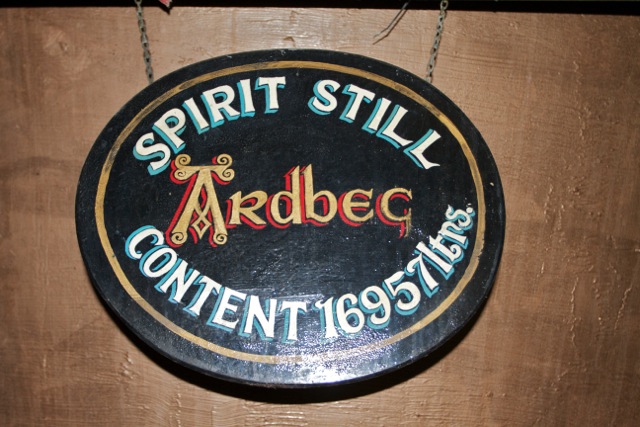 SPIRIT STILL
Ardbeg
CONTENT 16957ltrs.